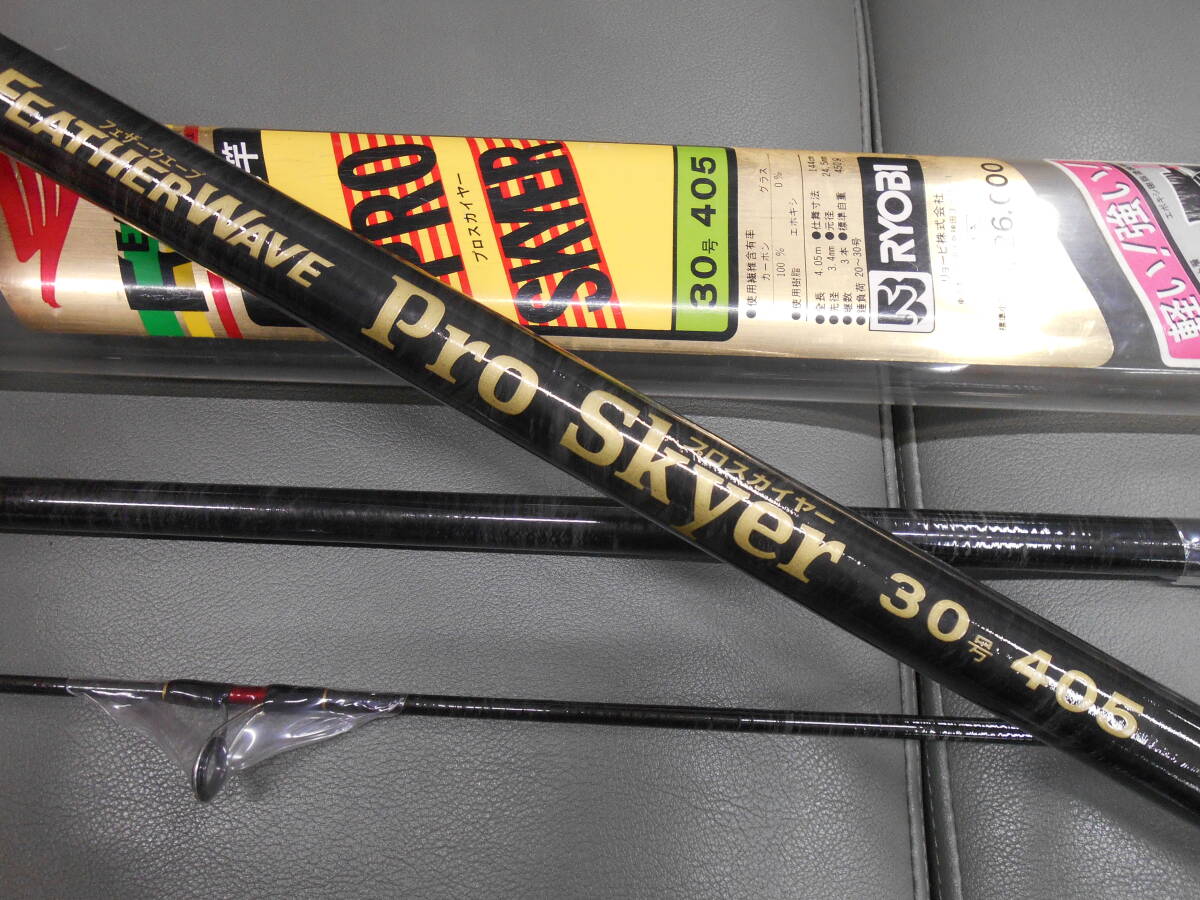 フェザーウエーブ
FEATHERWAVE
プロスカイヤー
Pro Skyer 30号 405
竿
PRO
プロスカイヤー
SKYER
30号 405
●使用繊維含有率
カーボン 100% グラス 0%
●使用樹脂 エポキシ
●全長 4.05m ●仕舞寸法 144cm
3.4mm ●元径 24.5mm
●継数 3本 ●標準自重 450g
●錘負荷 20〜30号
RYOBI
リョービ株式会社
軽い!強い!
エポキシ